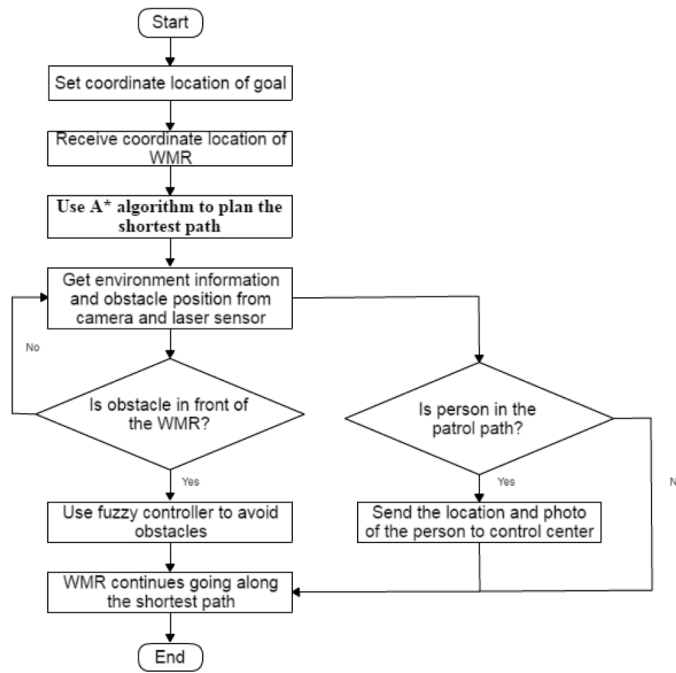 Start
Set coordinate location of goal
Receive coordinate location of
WMR
Use A* algorithm to plan the
shortest path
Get environment information
and obstacle position from
camera and laser sensor
No
Is obstacle in front of
the WMR?
Is person in the
patrol path?
Yes
Yes
N
Use fuzzy controller to avoid
obstacles
Send the location and photo
of the person to control center
WMR continues going along
the shortest path
End